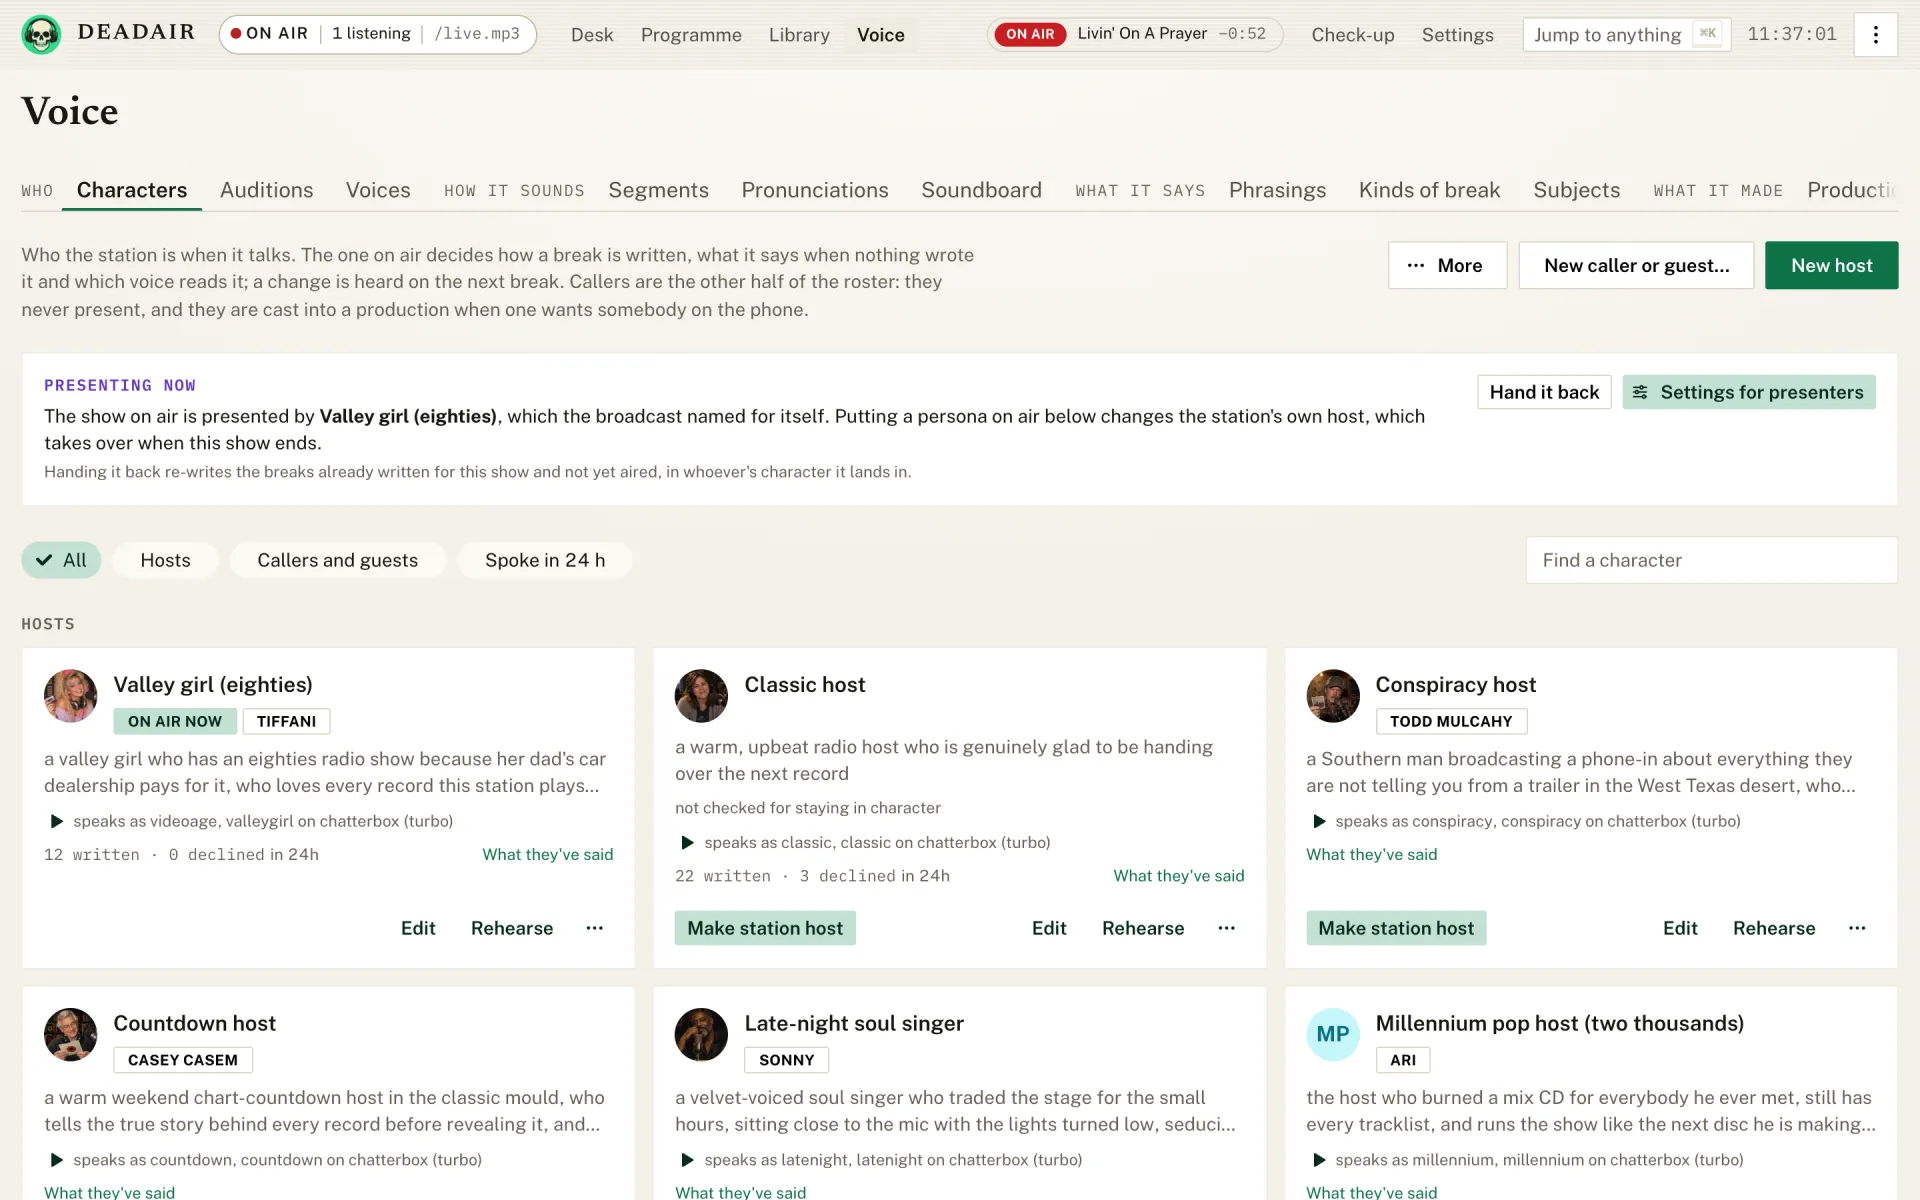 DEADAIR
ON AIR | 1 listening | /live.mp3
Desk Programme Library Voice
ON AIR Livin' On A Prayer −0:52
Check-up Settings
Jump to anything ⌘K
11:37:01
Voice
WHO Characters Auditions Voices HOW IT SOUNDS Segments Pronunciations Soundboard WHAT IT SAYS Phrasings Kinds of break Subjects WHAT IT MADE Producti
Who the station is when it talks. The one on air decides how a break is written, what it says when nothing wrote
it and which voice reads it; a change is heard on the next break. Callers are the other half of the roster: they
never present, and they are cast into a production when one wants somebody on the phone.
··· More
New caller or guest...
New host
PRESENTING NOW
The show on air is presented by Valley girl (eighties), which the broadcast named for itself. Putting a persona on air below changes the station's own host, which
takes over when this show ends.
Handing it back re-writes the breaks already written for this show and not yet aired, in whoever's character it lands in.
Hand it back
Settings for presenters
All Hosts Callers and guests Spoke in 24 h
Find a character
HOSTS
Valley girl (eighties)
ON AIR NOW TIFFANI
a valley girl who has an eighties radio show because her dad's car
dealership pays for it, who loves every record this station plays...
speaks as videoage, valleygirl on chatterbox (turbo)
12 written · 0 declined in 24h What they've said
Edit Rehearse ···
Classic host
a warm, upbeat radio host who is genuinely glad to be handing
over the next record
not checked for staying in character
speaks as classic, classic on chatterbox (turbo)
22 written · 3 declined in 24h What they've said
Make station host Edit Rehearse ···
Conspiracy host
TODD MULCAHY
a Southern man broadcasting a phone-in about everything they
are not telling you from a trailer in the West Texas desert, who...
speaks as conspiracy, conspiracy on chatterbox (turbo)
What they've said
Make station host Edit Rehearse ···
Countdown host
CASEY CASEM
a warm weekend chart-countdown host in the classic mould, who
tells the true story behind every record before revealing it, and...
speaks as countdown, countdown on chatterbox (turbo)
What they've said
Late-night soul singer
SONNY
a velvet-voiced soul singer who traded the stage for the small
hours, sitting close to the mic with the lights turned low, seduci...
speaks as latenight, latenight on chatterbox (turbo)
What they've said
MP
Millennium pop host (two thousands)
ARI
the host who burned a mix CD for everybody he ever met, still has
every tracklist, and runs the show like the next disc he is making...
speaks as millennium, millennium on chatterbox (turbo)
What they've said